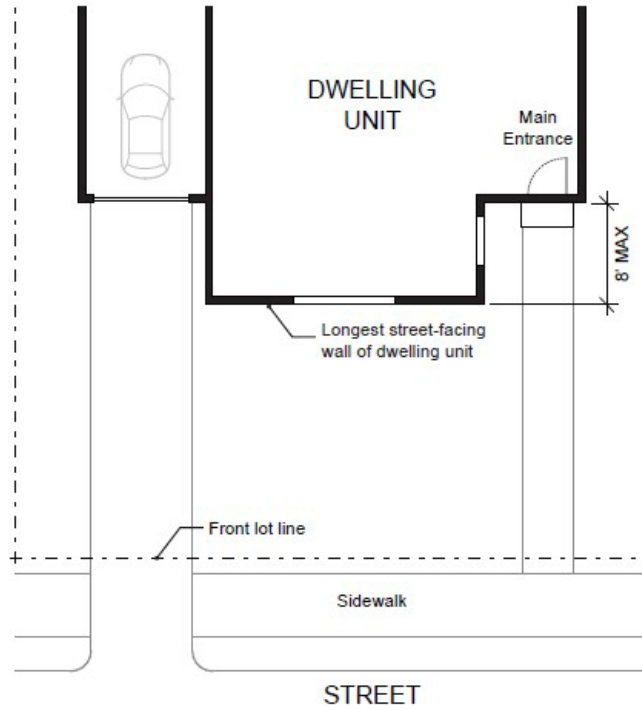 DWELLING
UNIT
Main
Entrance
8' MAX
Longest street-facing
wall of dwelling unit
Front lot line
Sidewalk
STREET